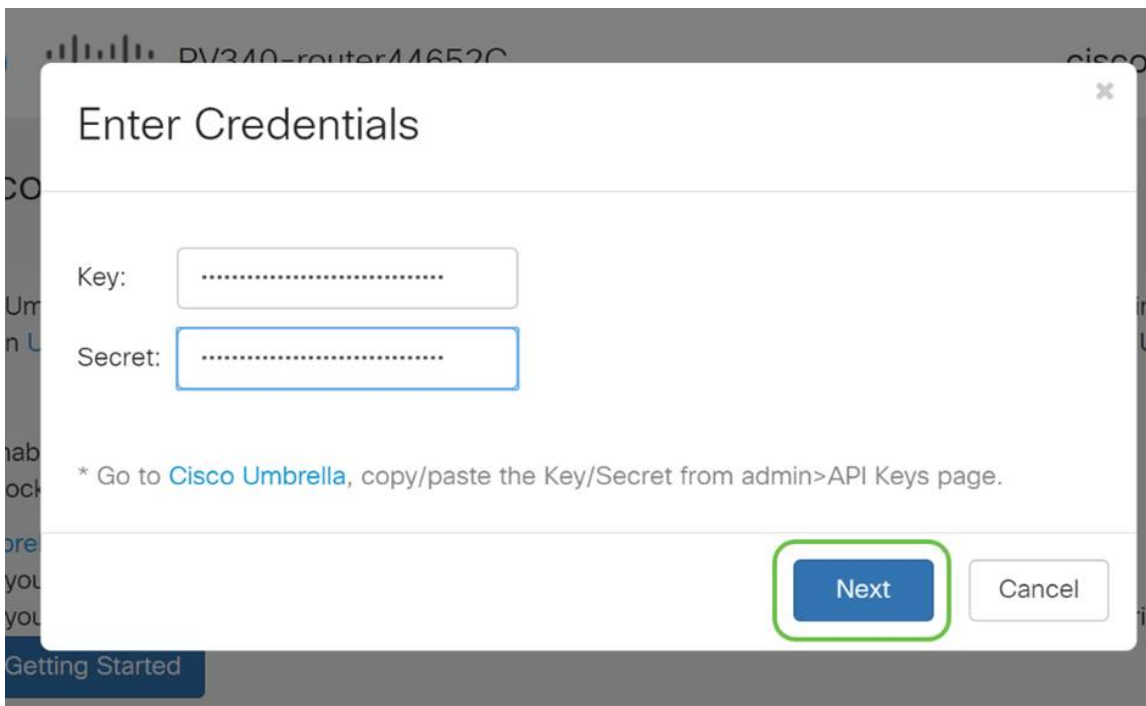 RV340-router44652C
cisco
Enter Credentials
Key:
Secret:
* Go to Cisco Umbrella, copy/paste the Key/Secret from admin>API Keys page.
Next
Cancel
Getting Started